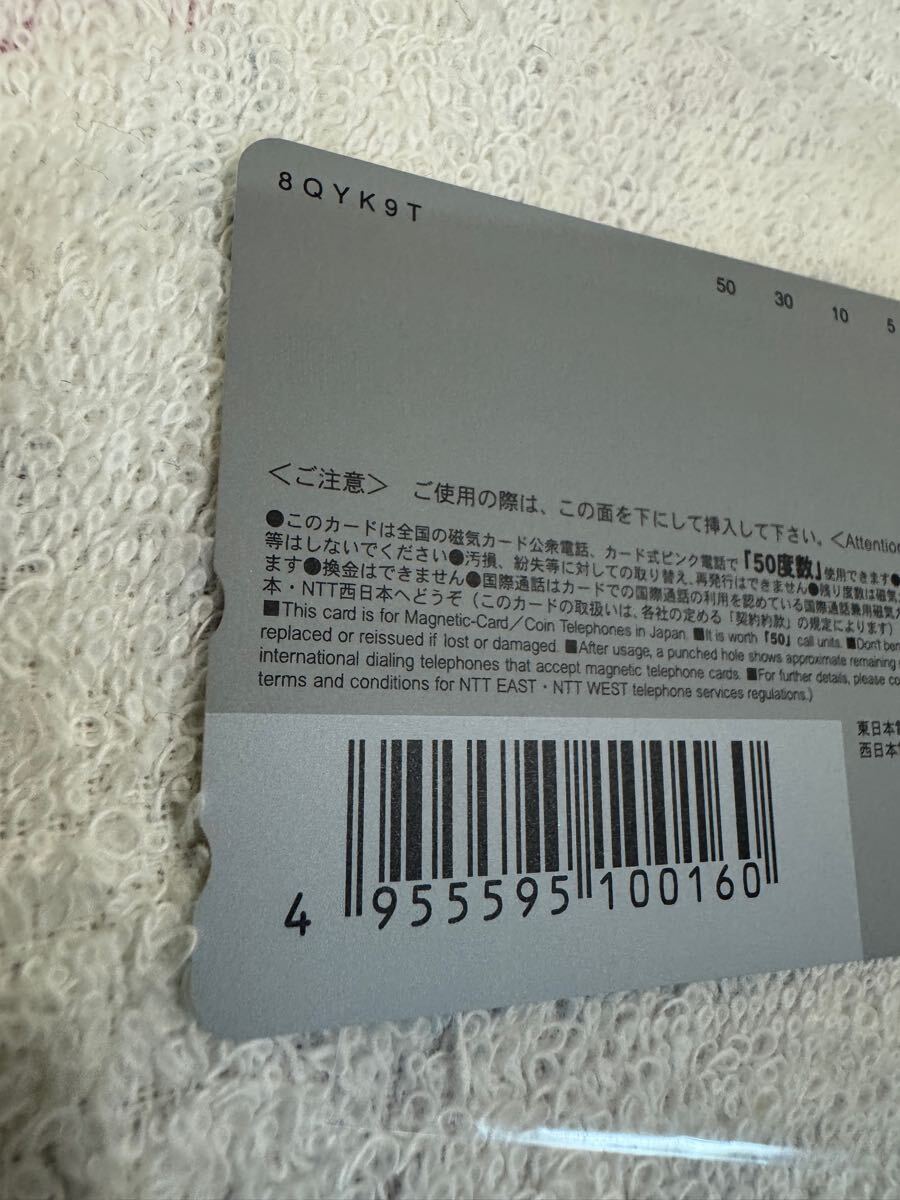 8QYK9T
50 30 10 5
＜ご注意＞ ご使用の際は、この面を下にして挿入して下さい。＜Attention
●このカードは全国の磁気カード公衆電話、カード式ピンク電話で「50度数」使用できます●
等はしないでください●汚損、紛失等に対しての取り替え、再発行はできません●残り度数は磁気
ます●換金はできません●国際通話はカードでの国際通話の利用を認めている国際通話兼用磁気
本・NTT西日本へどうぞ（このカードの取扱いは、各社の定める「契約約款」の規定によります）
■This card is for Magnetic-Card／Coin Telephones in Japan. ■It is worth「50」call units. ■Don't
replaced or reissued if lost or damaged. ■After usage, a punched hole shows approximate remaining
international dialing telephones that accept magnetic telephone cards. ■For further details, please
terms and conditions for NTT EAST・NTT WEST telephone services regulations.)
東日本
西日本
4 955595 100160